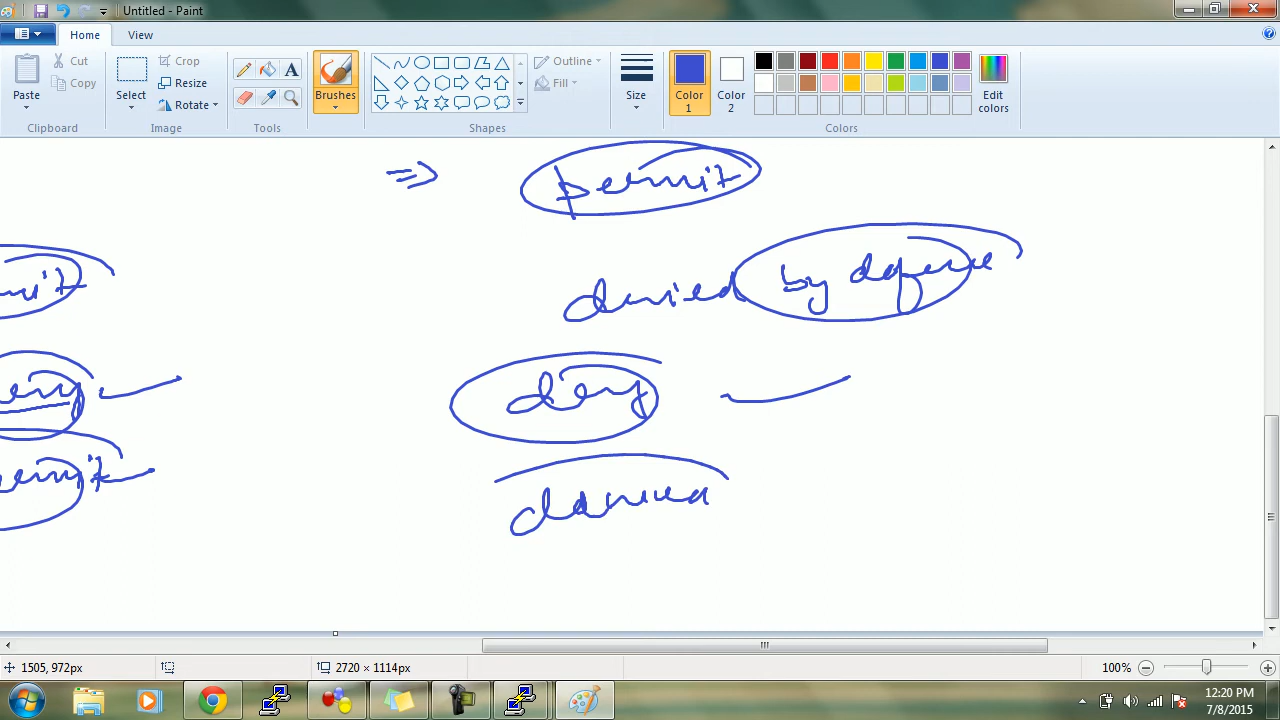 Untitled - Paint
Home View
Paste Cut Copy Select Crop Resize Rotate Brushes Outline Fill Size Color 1 Color 2 Edit colors
Clipboard Image Tools Shapes Colors
⇒ permit
denied by
deny
permit
1505, 972px 2720 x 1114px 100%
12:20 PM
7/8/2015